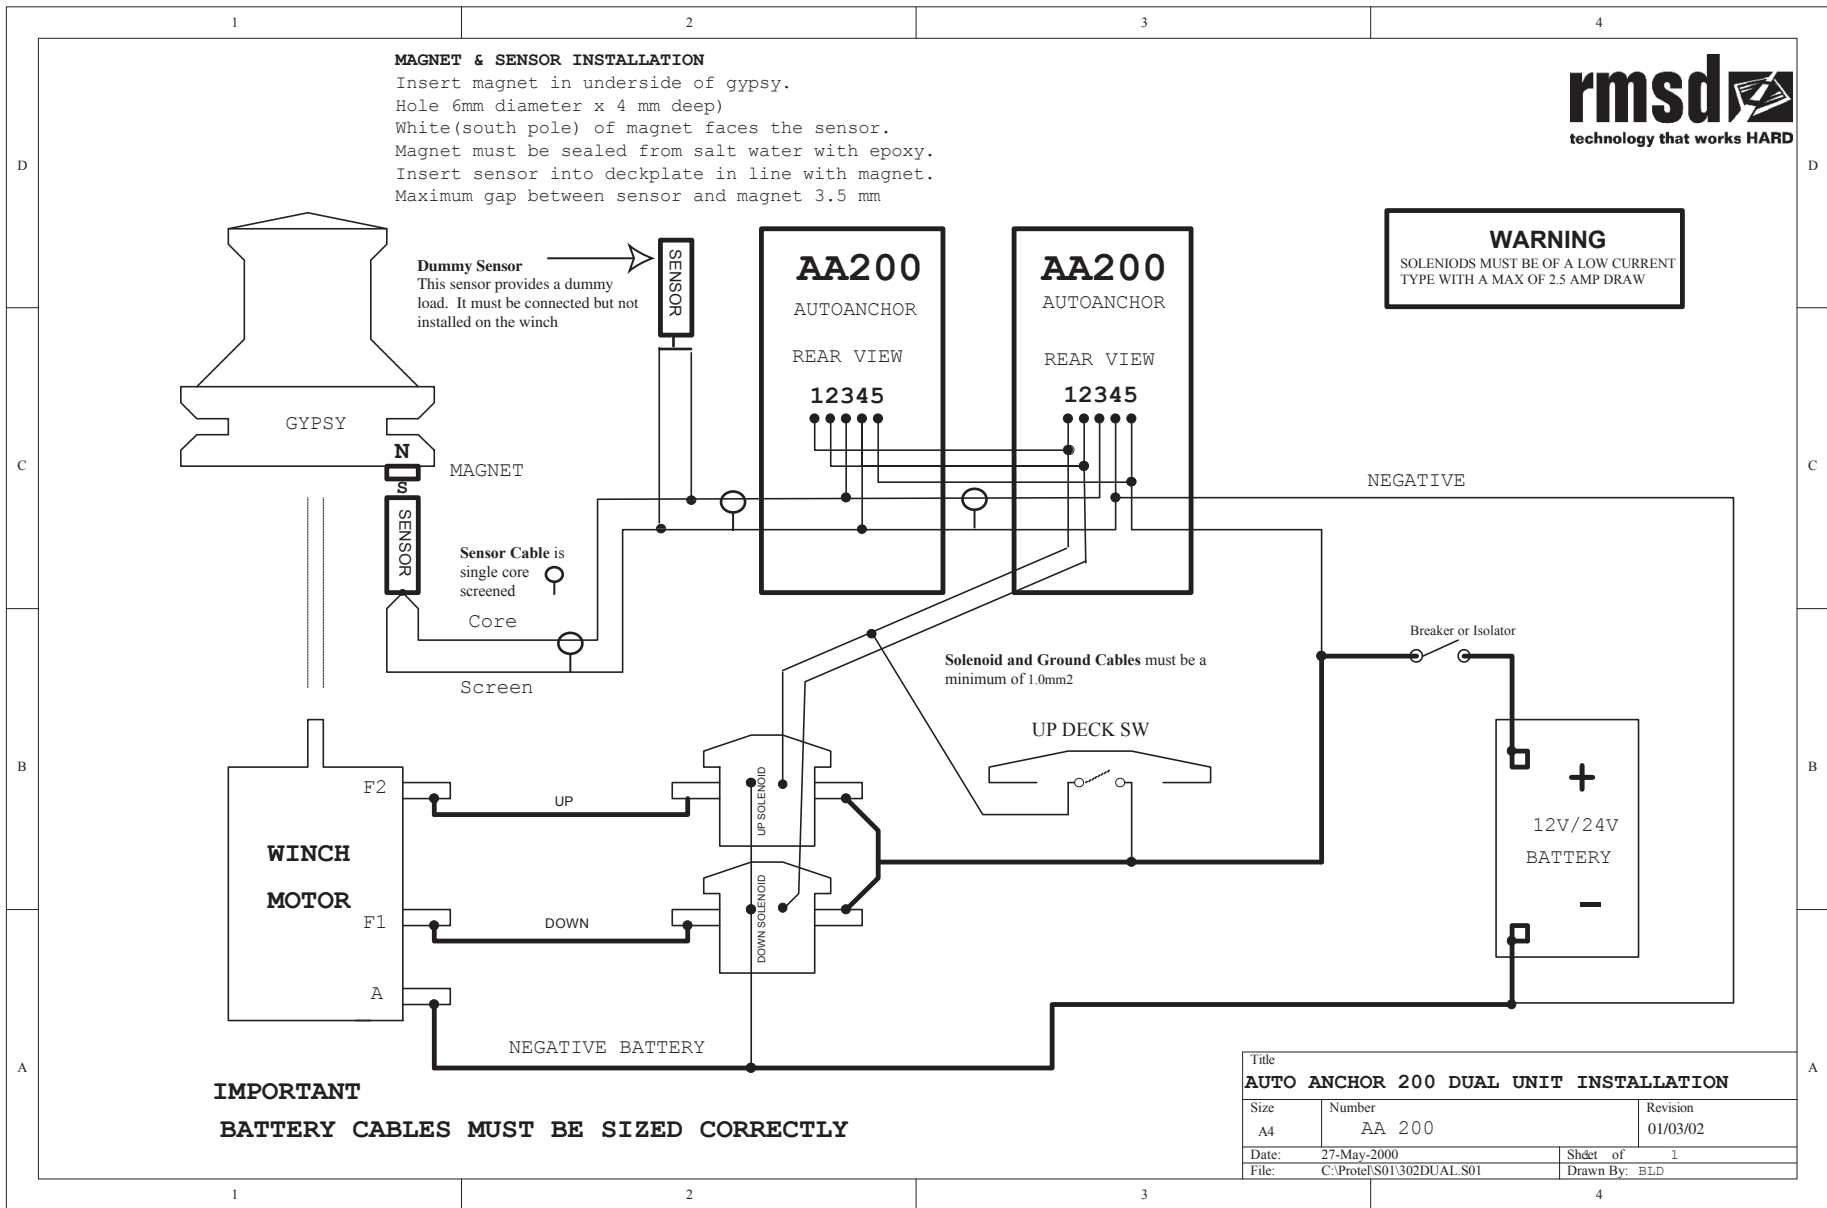 1 2 3 4
MAGNET & SENSOR INSTALLATION
Insert magnet in underside of gypsy.
Hole 6mm diameter x 4 mm deep)
White(south pole) of magnet faces the sensor.
Magnet must be sealed from salt water with epoxy.
Insert sensor into deckplate in line with magnet.
Maximum gap between sensor and magnet 3.5 mm
rmsd
technology that works HARD
D
D
WARNING
SOLENIODS MUST BE OF A LOW CURRENT
TYPE WITH A MAX OF 2.5 AMP DRAW
Dummy Sensor
This sensor provides a dummy
load. It must be connected but not
installed on the winch
SENSOR
AA200
AUTOANCHOR
REAR VIEW
12345
AA200
AUTOANCHOR
REAR VIEW
12345
GYPSY
N
MAGNET
S
SENSOR
C
C
NEGATIVE
Sensor Cable is
single core
screened
Core
Screen
Solenoid and Ground Cables must be a
minimum of 1.0mm2
Breaker or Isolator
UP DECK SW
B
B
F2
UP
UP SOLENOID
WINCH
MOTOR
F1
DOWN
DOWN SOLENOID
A
+
12V/24V
BATTERY
-
NEGATIVE BATTERY
A
A
IMPORTANT
BATTERY CABLES MUST BE SIZED CORRECTLY
Title
AUTO ANCHOR 200 DUAL UNIT INSTALLATION
Size
A4
Number
AA 200
Revision
01/03/02
Date: 27-May-2000
of 1
File: C:\Protel\S01\302DUAL.S01
Drawn By: BLD
1 2 3 4